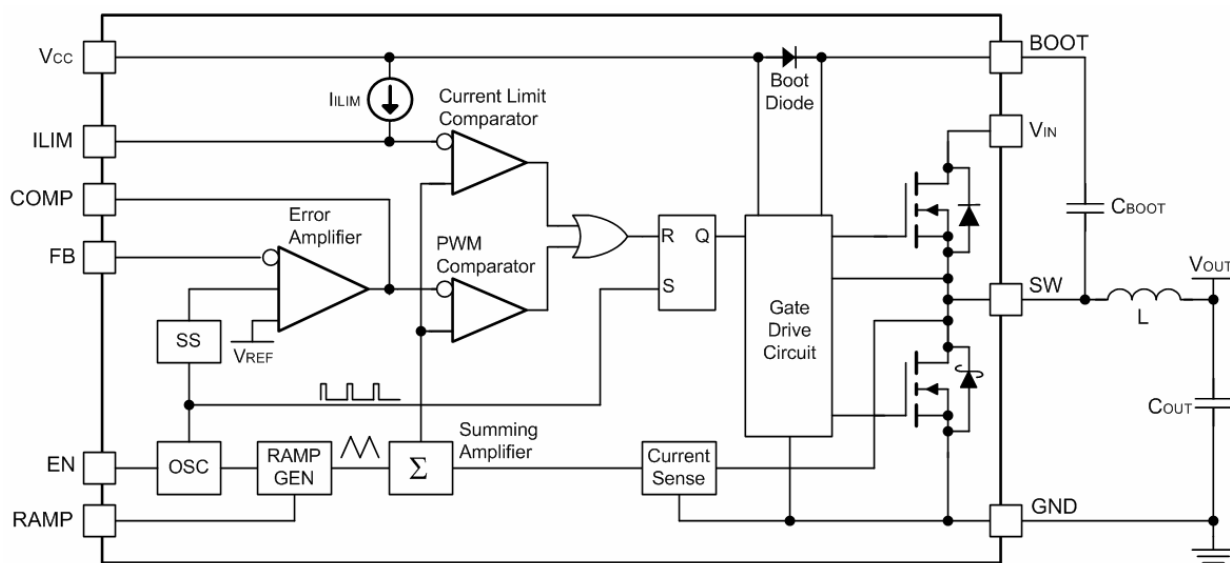 VCC
BOOT
IILIM
Current Limit
Comparator
Boot
Diode
ILIM
VIN
COMP
Error
Amplifier
CBOOT
FB
PWM
Comparator
R
Q
S
SW
VOUT
L
SS
VREF
Gate
Drive
Circuit
COUT
Summing
Amplifier
EN
OSC
RAMP
GEN
Σ
Current
Sense
RAMP
GND